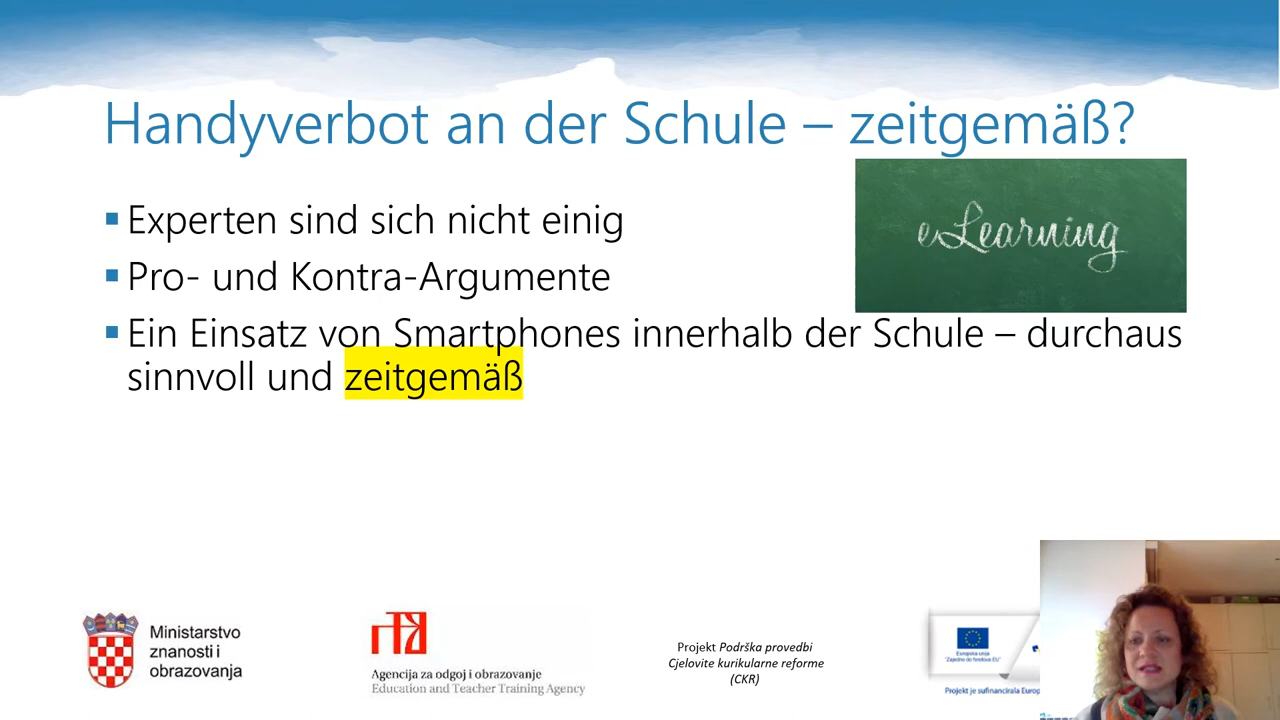 Handyverbot an der Schule – zeitgemäß?
eLearning
Experten sind sich nicht einig
Pro- und Kontra-Argumente
Ein Einsatz von Smartphones innerhalb der Schule – durchaus
sinnvoll und zeitgemäß
Ministarstvo
znanosti i
obrazovanja
Agencija za odgoj i obrazovanje
Education and Teacher Training Agency
Projekt Podrška provedbi
Cjelovite kurikularne reforme
(CKR)
Europska unija
"Zajedno do fondova EU"
Projekt je sufinancirala Europ